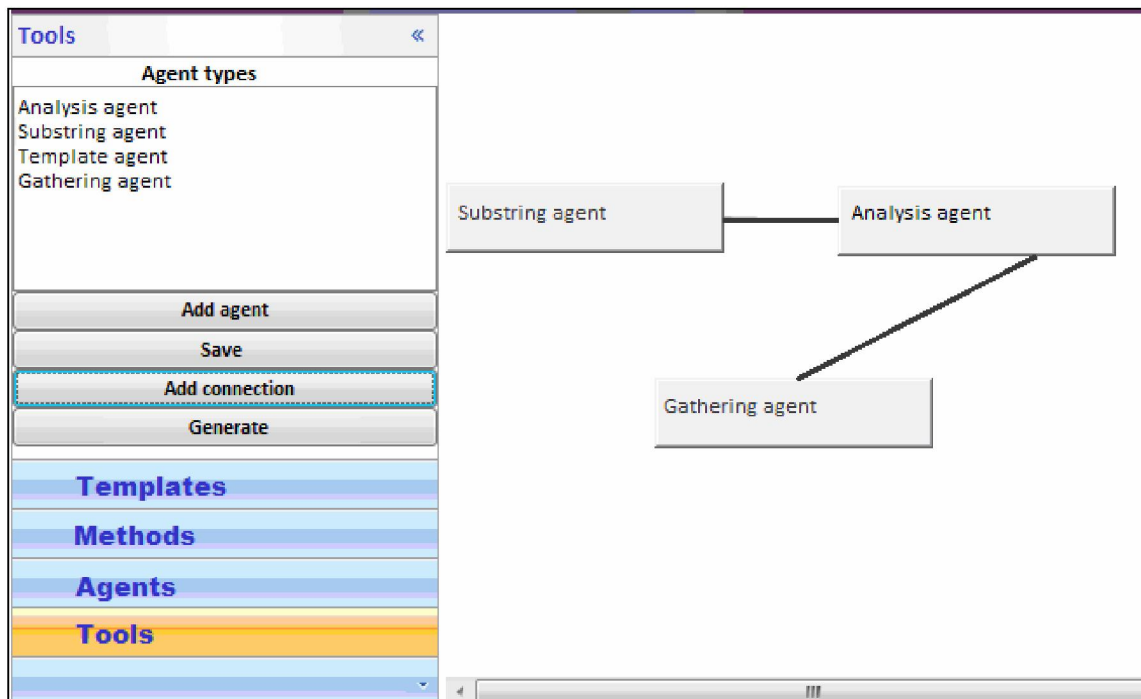 Tools
Agent types
Analysis agent
Substring agent
Template agent
Gathering agent
Add agent
Save
Add connection
Generate
Templates
Methods
Agents
Tools
Substring agent
Analysis agent
Gathering agent